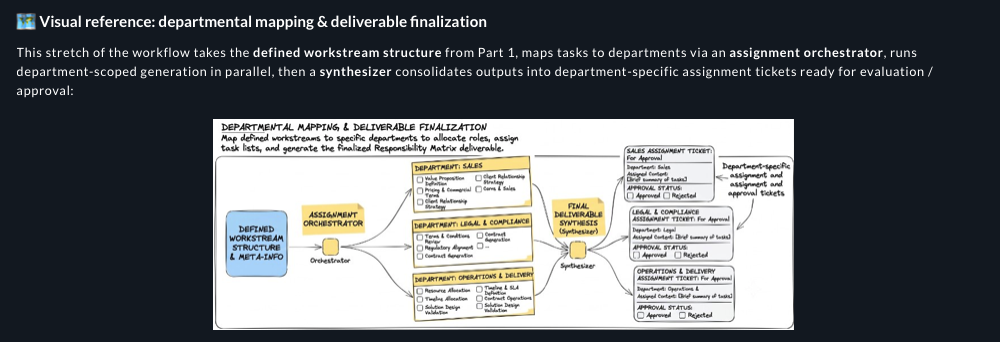 🗺️ Visual reference: departmental mapping & deliverable finalization
This stretch of the workflow takes the defined workstream structure from Part 1, maps tasks to departments via an assignment orchestrator, runs
department-scoped generation in parallel, then a synthesizer consolidates outputs into department-specific assignment tickets ready for evaluation /
approval:
DEPARTMENTAL MAPPING & DELIVERABLE FINALIZATION
Map defined workstreams to specific departments to allocate roles, assign
task lists, and generate the finalized Responsibility Matrix deliverable.
DEFINED
WORKSTREAM
STRUCTURE
& META-INFO
ASSIGNMENT
ORCHESTRATOR
Orchestrator
DEPARTMENT: SALES
Value Proposition
Definition
Pricing & Commercial
Terms
Client Relationship
Strategy
Client Relationship
Strategy
& Sales
DEPARTMENT: LEGAL & COMPLIANCE
Terms & Conditions
Review
Regulatory Alignment
Contract Generation
Contract
Generation
...
DEPARTMENT: OPERATIONS & DELIVERY
Resource Allocation
Timeline Allocation
Solution Design
Validation
Timeline & SLA
Definition
Contract Operations
Solution Design
Validation
FINAL
DELIVERABLE
SYNTHESIS
(Synthesizer)
Synthesizer
SALES ASSIGNMENT TICKET:
For Approval
Department: Sales
Assigned Content:
[Brief summary of tasks]
APPROVAL STATUS:
Approved Rejected
LEGAL & COMPLIANCE
ASSIGNMENT TICKET: For Approval
Department: Legal
Assigned Content: [Brief summary of tasks]
APPROVAL STATUS:
Approved Rejected
OPERATIONS & DELIVERY
ASSIGNMENT TICKET: For Approval
Department: Operations &
Assigned Content: [Brief summary of tasks]
APPROVAL STATUS:
Approved Rejected
Department-specific
assignment and
assignment and
approval tickets